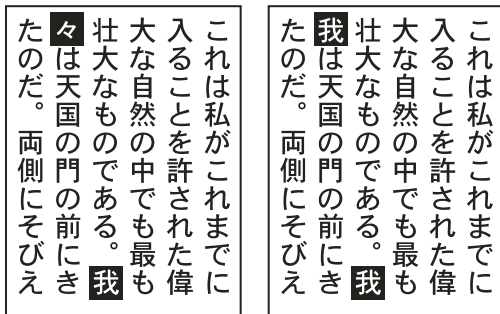 これは私がこれまでに
入ることを許された偉
大な自然の中でも最も
壮大なものである。我
々は天国の門の前にき
たのだ。両側にそびえ
これは私がこれまでに
入ることを許された偉
大な自然の中でも最も
壮大なものである。我
我は天国の門の前にき
たのだ。両側にそびえ